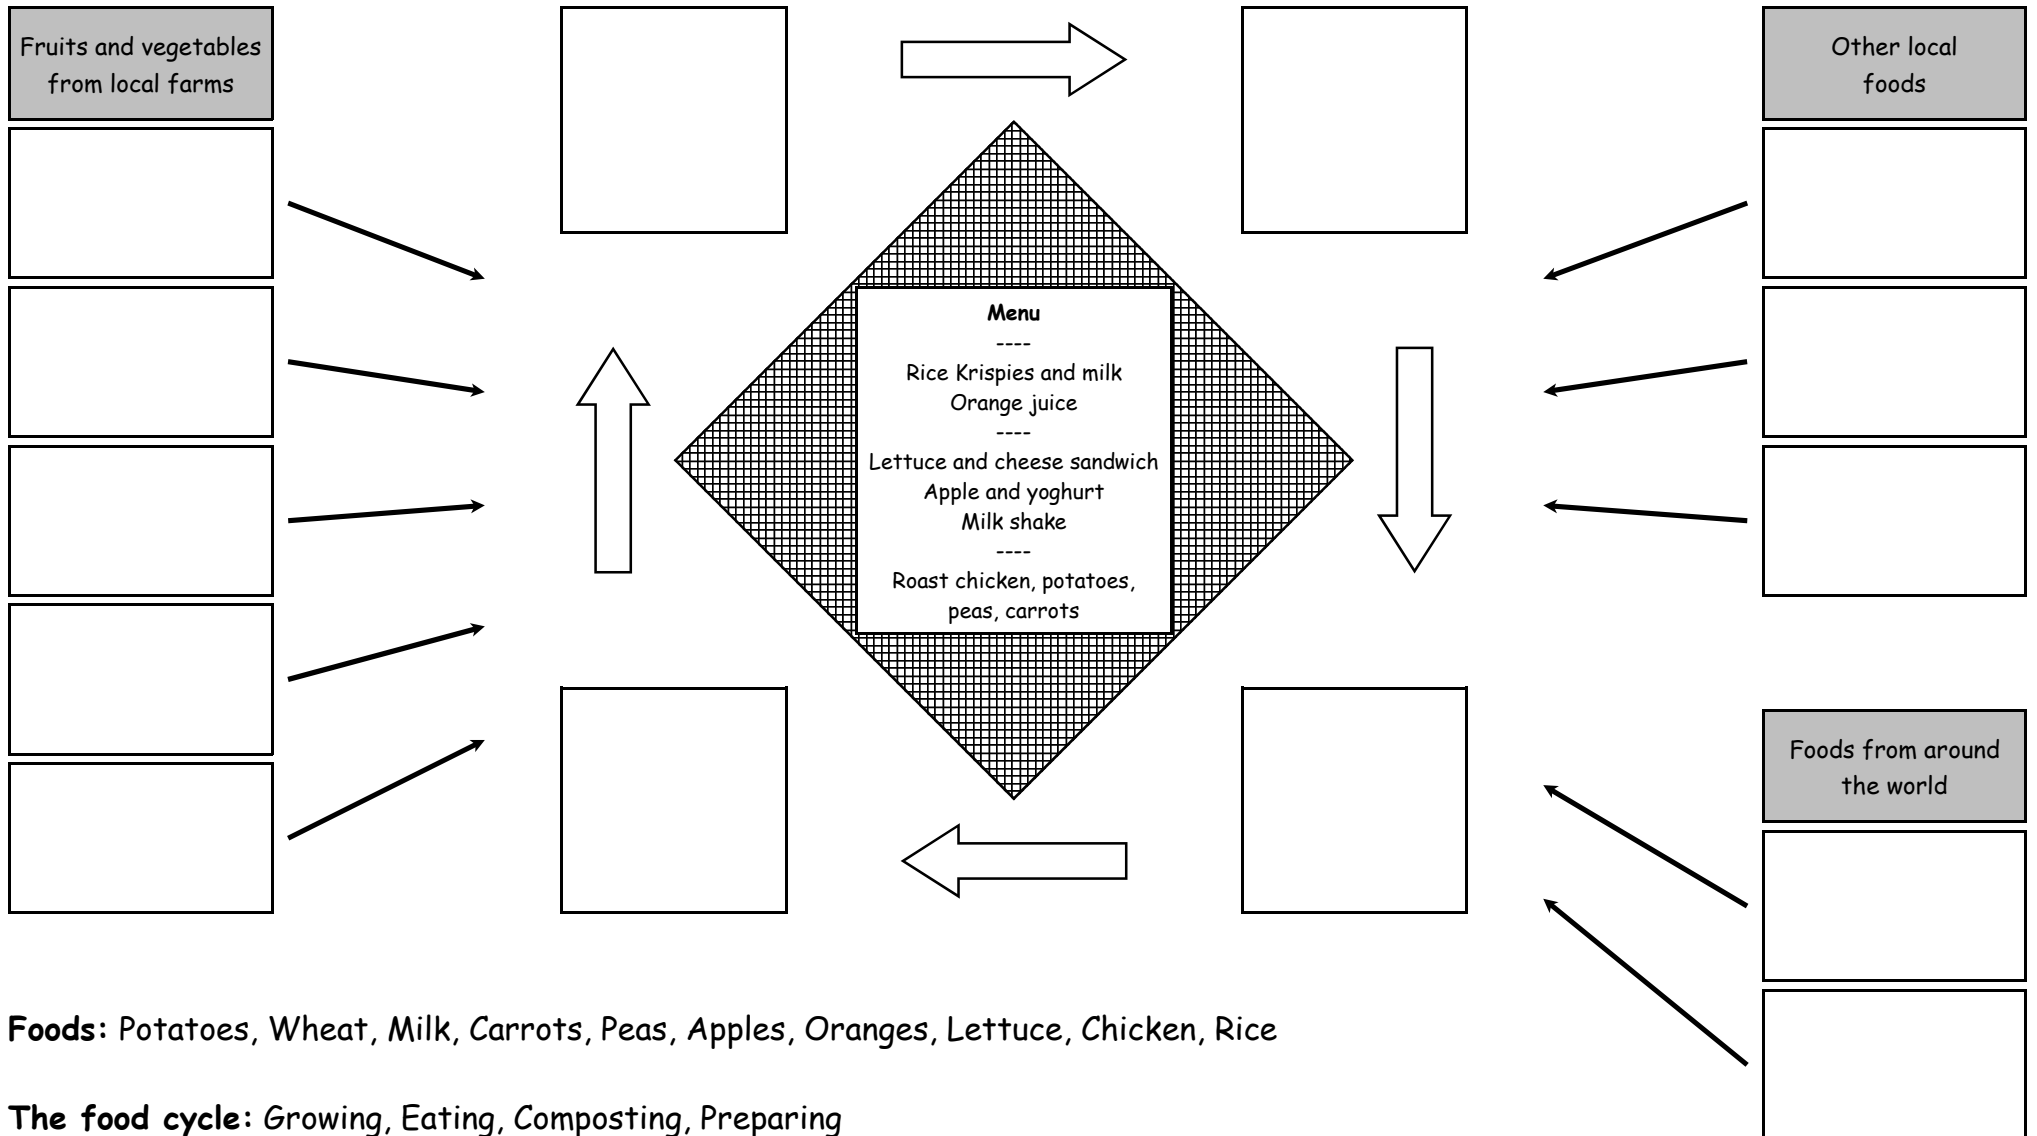 Fruits and vegetables
from local farms
Other local
foods
Menu
----
Rice Krispies and milk
Orange juice
----
Lettuce and cheese sandwich
Apple and yoghurt
Milk shake
----
Roast chicken, potatoes,
peas, carrots
Foods from around
the world
Foods: Potatoes, Wheat, Milk, Carrots, Peas, Apples, Oranges, Lettuce, Chicken, Rice
The food cycle: Growing, Eating, Composting, Preparing